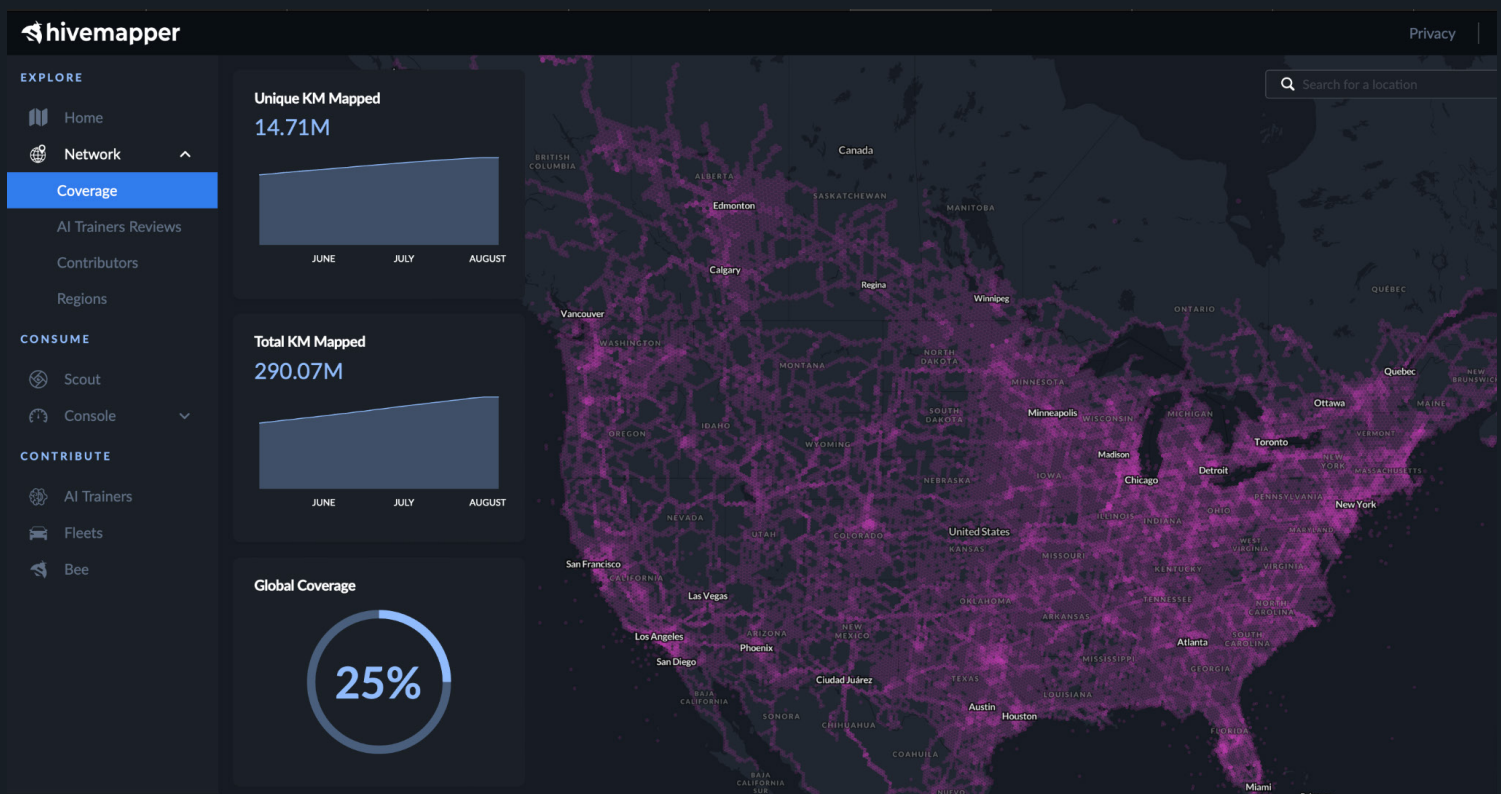 hivemapper
Privacy
EXPLORE
Home
Network
Coverage
AI Trainers Reviews
Contributors
Regions
CONSUME
Scout
Console
CONTRIBUTE
AI Trainers
Fleets
Bee
Unique KM Mapped
14.71M
JUNE JULY AUGUST
Total KM Mapped
290.07M
JUNE JULY AUGUST
Global Coverage
25%
Search for a location
Canada
BRITISH
COLUMBIA
ALBERTA
SASKATCHEWAN
Edmonton
MANITOBA
Calgary
Regina
QUÉBEC
Winnipeg
ONTARIO
Vancouver
WASHINGTON
NORTH
DAKOTA
MONTANA
Quebec
NEW
BRUNSWICK
MINNESOTA
Ottawa
MAINE
SOUTH
DAKOTA
Minneapolis
WISCONSIN
MICHIGAN
IDAHO
OREGON
VERMONT
WYOMING
Toronto
Madison
NEW
YORK
MASSACHUSETTS
Detroit
IOWA
NEBRASKA
Chicago
PENNSYLVANIA
New York
NEVADA
ILLINOIS
INDIANA
OHIO
UTAH
COLORADO
United States
MARYLAND
KANSAS
WEST
VIRGINIA
MISSOURI
San Francisco
KENTUCKY
VIRGINIA
CALIFORNIA
Las Vegas
OKLAHOMA
TENNESSEE
NORTH
CAROLINA
ARKANSAS
Los Angeles
ARIZONA
NEW
MEXICO
SOUTH
CAROLINA
Atlanta
Phoenix
San Diego
MISSISSIPPI
GEORGIA
Ciudad Juárez
TEXAS
BAJA
CALIFORNIA
LOUISIANA
Austin
Houston
SONORA
CHIHUAHUA
FLORIDA
COAHUILA
BAJA
CALIFORNIA
SUR
NUEVO
Miami